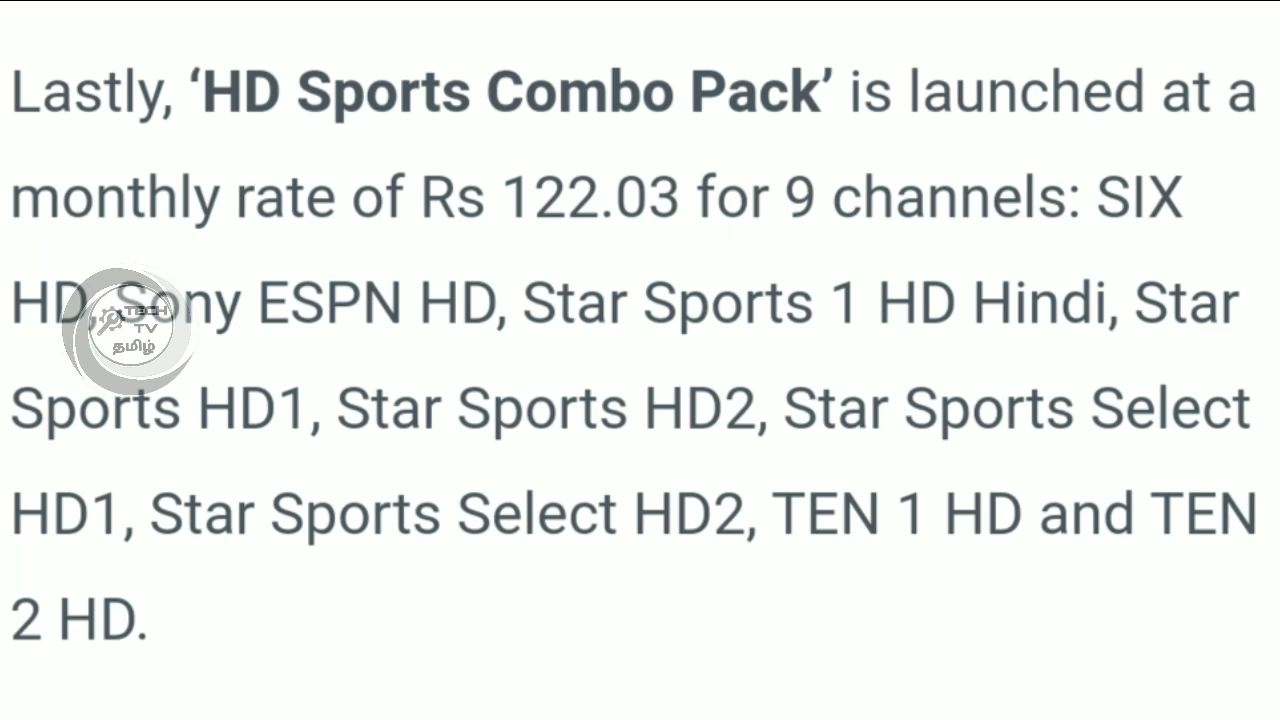 Lastly, ‘HD Sports Combo Pack’ is launched at a
monthly rate of Rs 122.03 for 9 channels: SIX
HD, Sony ESPN HD, Star Sports 1 HD Hindi, Star
Sports HD1, Star Sports HD2, Star Sports Select
HD1, Star Sports Select HD2, TEN 1 HD and TEN
2 HD.
TECH
TV
தமிழ்